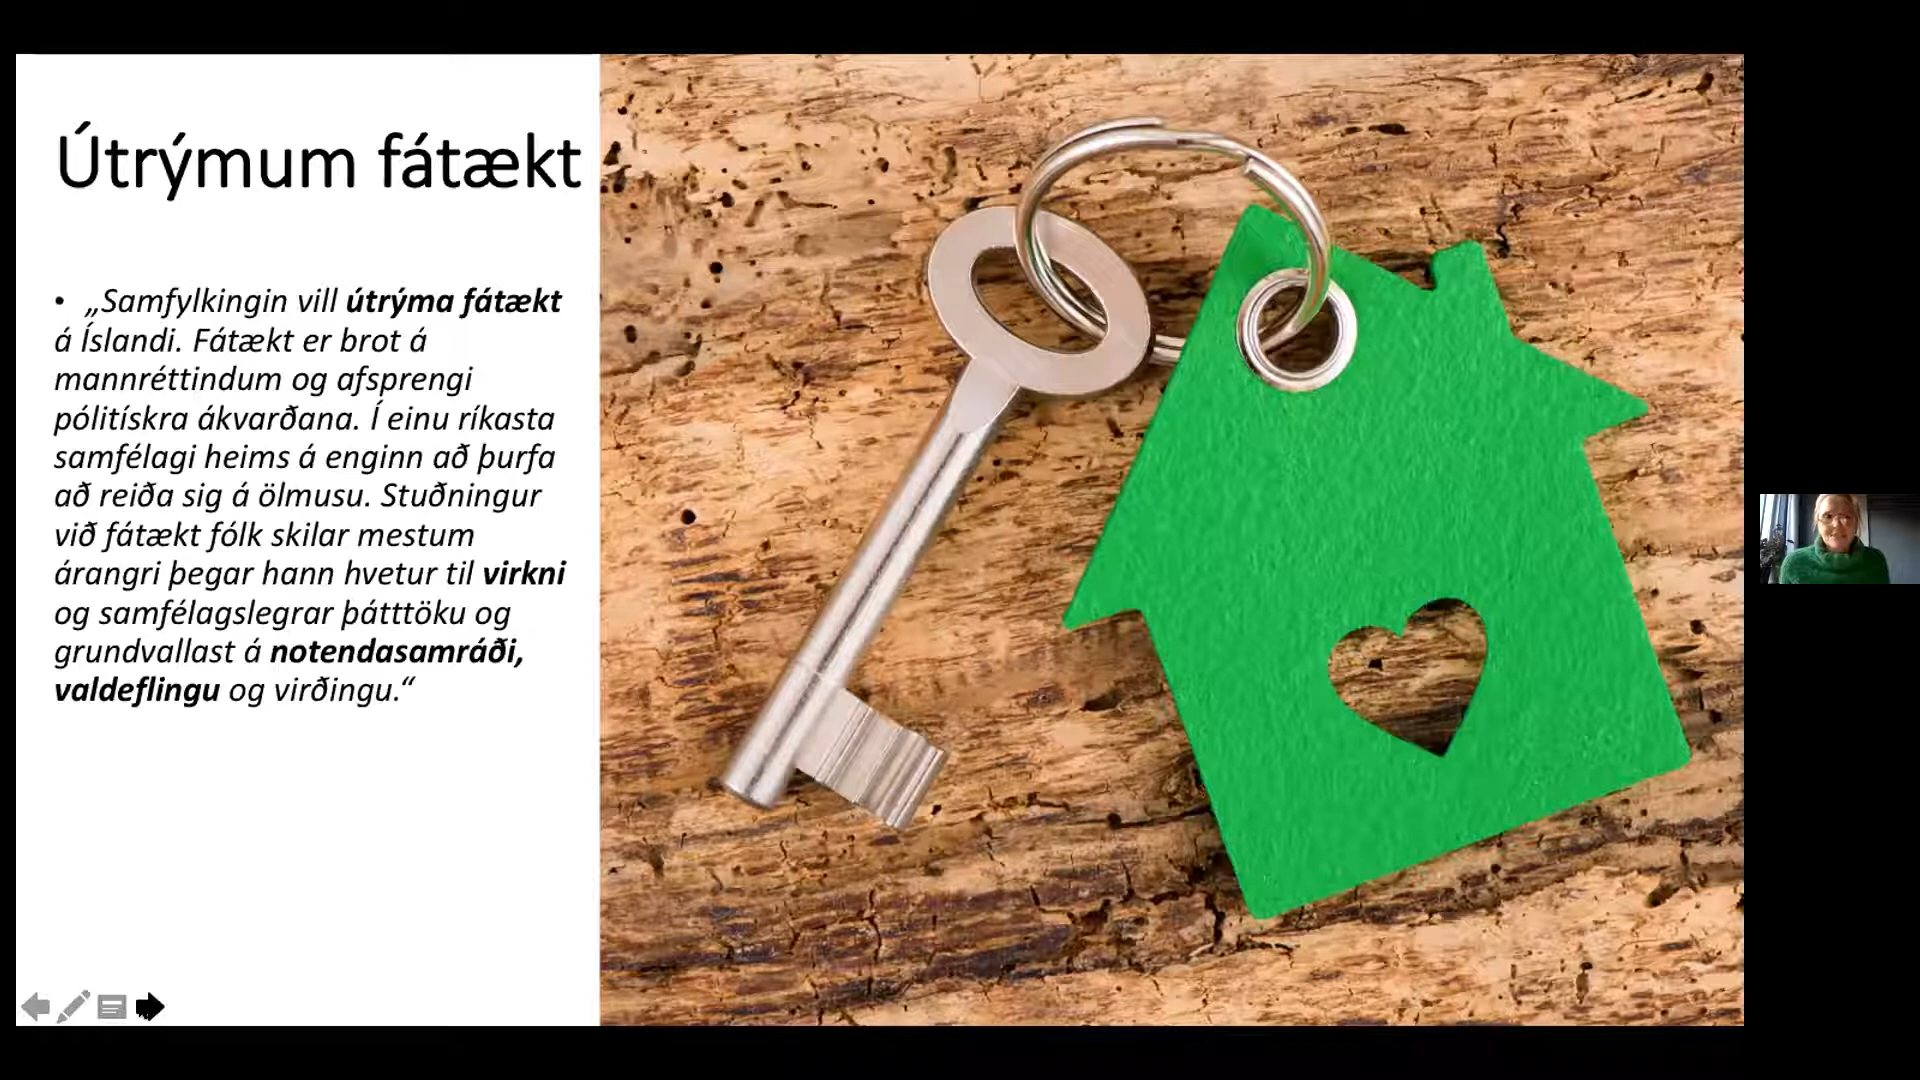 Útrýmum fátækt
• „Samfylkingin vill útrýma fátækt
á Íslandi. Fátækt er brot á
mannréttindum og afsprengi
pólitískra ákvarðana. Í einu ríkasta
samfélagi heims á enginn að þurfa
að reiða sig á ölmusu. Stuðningur
við fátækt fólk skilar mestum
árangri þegar hann hvetur til virkni
og samfélagslegrar þátttöku og
grundvallast á notendasamráði,
valdeflingu og virðingu.“